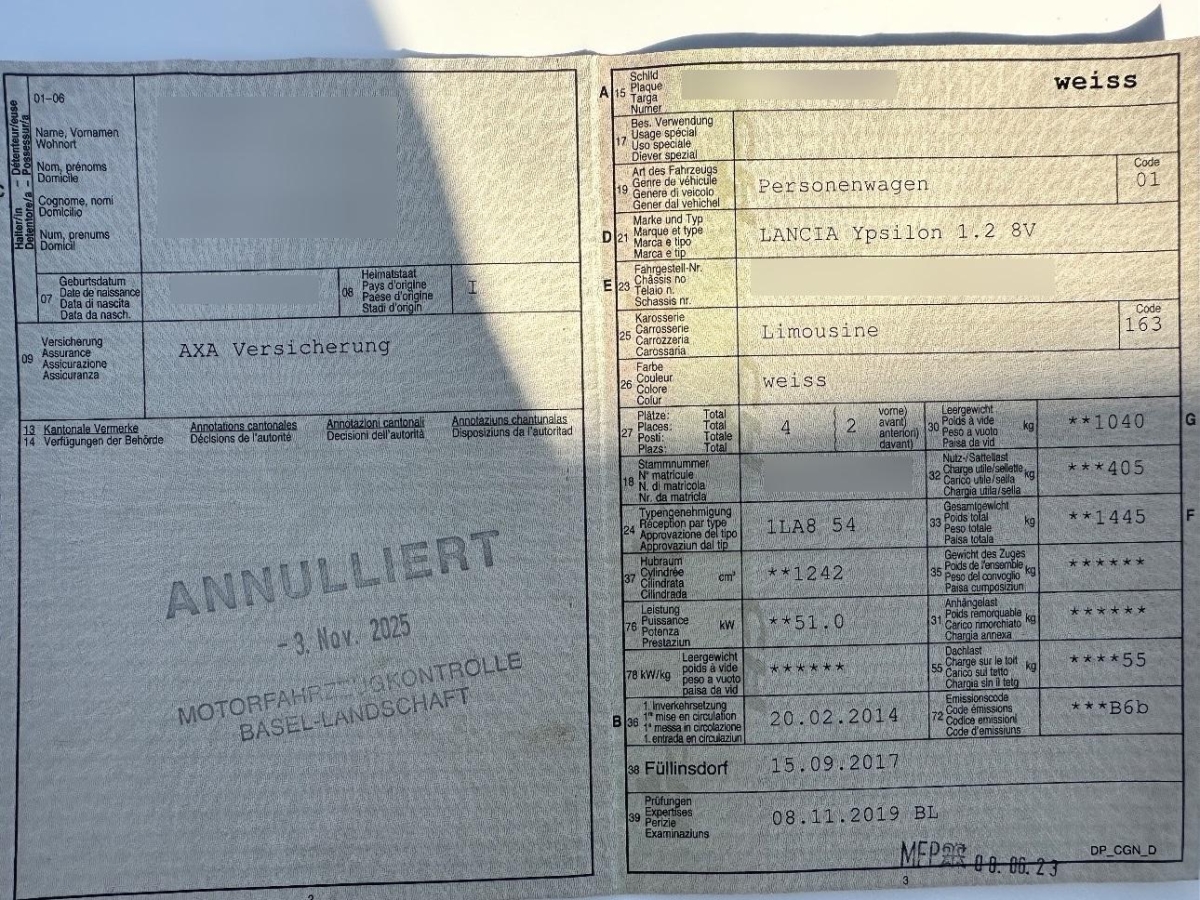 Halter/in – Détenteur/euse
Detentore/a – Possessur/a
01–06
Name, Vornamen
Wohnort
Nom, prénoms
Domicile
Cognome, nomi
Domicilio
Num, prenums
Domicil
07
Geburtsdatum
Date de naissance
Data di nascita
Data da nasch.
08
Heimatstaat
Pays d'origine
Paese d'origine
Stadi d'origin
I
09
Versicherung
Assurance
Assicurazione
Assicuranza
AXA Versicherung
13 Kantonale Vermerke Annotations cantonales Annotazioni cantonali Annotaziuns chantunalas
14 Verfügungen der Behörde Décisions de l'autorité Decisioni dell'autorità Disposiziuns da l'autoritad
ANNULLIERT
-3. Nov. 2025
MOTORFAHRZEUGKONTROLLE
BASEL-LANDSCHAFT
A 15
Schild
Plaque
Targa
Numer
weiss
17
Bes. Verwendung
Usage spécial
Uso speciale
Diever spezial
19
Art des Fahrzeugs
Genre de véhicule
Genere di veicolo
Gener dal vehichel
Personenwagen
Code
01
D 21
Marke und Typ
Marque et type
Marca e tipo
Marca e tip
LANCIA Ypsilon 1.2 8V
E 23
Fahrgestell-Nr.
Châssis no
Telaio n.
Schassis nr.
25
Karosserie
Carrosserie
Carrozzeria
Carossaria
Limousine
Code
163
26
Farbe
Couleur
Colore
Colur
weiss
27
Plätze: Total
Places: Total
Posti: Totale
Plazs: Total
4 ( 2
vorne)
avant)
anteriori)
davant)
30
Leergewicht
Poids à vide
Peso a vuoto
Paisa da vid
kg
**1040
G
18
Stammnummer
N° matricule
N. di matricola
Nr. da matricla
32
Nutz-/Sattellast
Charge utile/sellette
Carico utile/sella
Chargia utila/sella
kg
***405
24
Typengenehmigung
Réception par type
Approvazione del tipo
Approvaziun dal tip
1LA8 54
33
Gesamtgewicht
Poids total
Peso totale
Paisa totala
kg
**1445
F
37
Hubraum
Cylindrée
Cilindrata
Cilindrada
cm³
**1242
35
Gewicht des Zuges
Poids de l'ensemble
Peso del convoglio
Paisa cumposiziun
kg
******
76
Leistung
Puissance
Potenza
Prestaziun
kW
**51.0
31
Anhängelast
Poids remorquable
Carico rimorchiato
Chargia annexa
kg
******
78 kW/kg
Leergewicht
poids à vide
peso a vuoto
paisa da vid
******
55
Dachlast
Charge sur le toit
Carico sul tetto
Chargia sin il tetg
kg
****55
B 36
1. Inverkehrsetzung
1re mise en circulation
1a messa in circolazione
1. entrada en circulaziun
20.02.2014
72
Emissionscode
Code émissions
Codice emissioni
Code d'emissiuns
***B6b
38 Füllinsdorf
15.09.2017
39
Prüfungen
Expertises
Perizie
Examinaziuns
08.11.2019 BL
MFP
DP_CGN_D
3